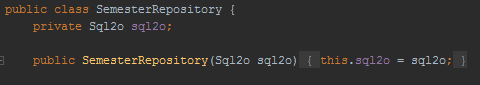 public class SemesterRepository {
private Sql2o sql2o;
public SemesterRepository(Sql2o sql2o) { this.sql2o = sql2o; }